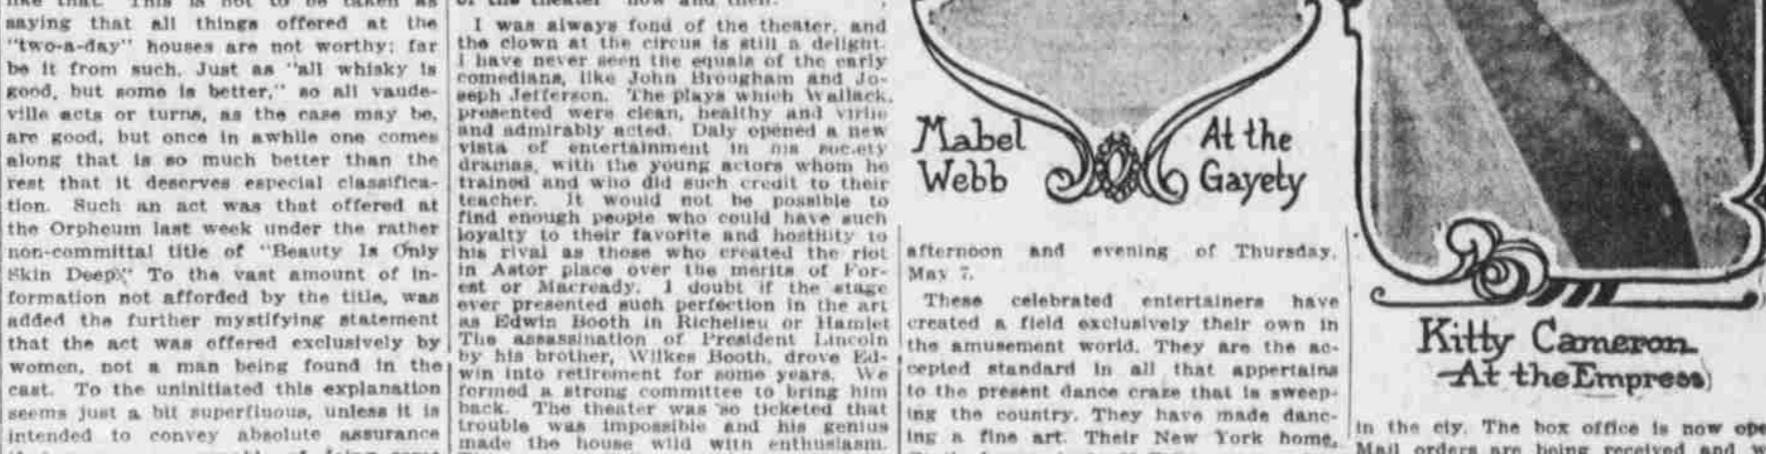 saying that all things offered at the
"two-a-day" houses are not worthy; far
be it from such. Just as "all whisky is
good, but some is better," so all vaude-
ville acts or turns, as the case may be,
are good, but once in awhile one comes
along that is so much better than the
rest that it deserves especial classifica-
tion. Such an act was that offered at
the Orpheum last week under the rather
non-committal title of "Beauty Is Only
Skin Deep." To the vast amount of in-
formation not afforded by the title, was
added the further mystifying statement
that the act was offered exclusively by
women, not a man being found in the
cast. To the uninitiated this explanation
seems just a bit superfluous, unless it is
intended to convey absolute assurance
I was always fond of the theater, and
the clown at the circus is still a delight.
I have never seen the equals of the early
comedians, like John Brougham and Jo-
seph Jefferson. The plays which Wallack
presented were clean, healthy and virile
and admirably acted. Daly opened a new
vista of entertainment in his society
dramas, with the young actors whom he
trained and who did such credit to their
teacher. It would not be possible to
find enough people who could have such
loyalty to their favorite and hostility to
his rival as those who created the riot
in Astor place over the merits of For-
est or Macready. I doubt if the stage
ever presented such perfection in the art
as Edwin Booth in Richelieu or Hamlet
The assassination of President Lincoln
by his brother, Wilkes Booth, drove Ed-
win into retirement for some years. We
formed a strong committee to bring him
back. The theater was so ticketed that
trouble was impossible and his genius
made the house wild with enthusiasm.
Mabel
Webb
At the
Gayety
afternoon and evening of Thursday,
May 7.
These celebrated entertainers have
created a field exclusively their own in
the amusement world. They are the ac-
cepted standard in all that appertains
to the present dance craze that is sweep-
ing the country. They have made danc-
ing a fine art. Their New York home,
Kitty Cameron
At the Empress
in the city. The box office is now ope
Mail orders are being received and w